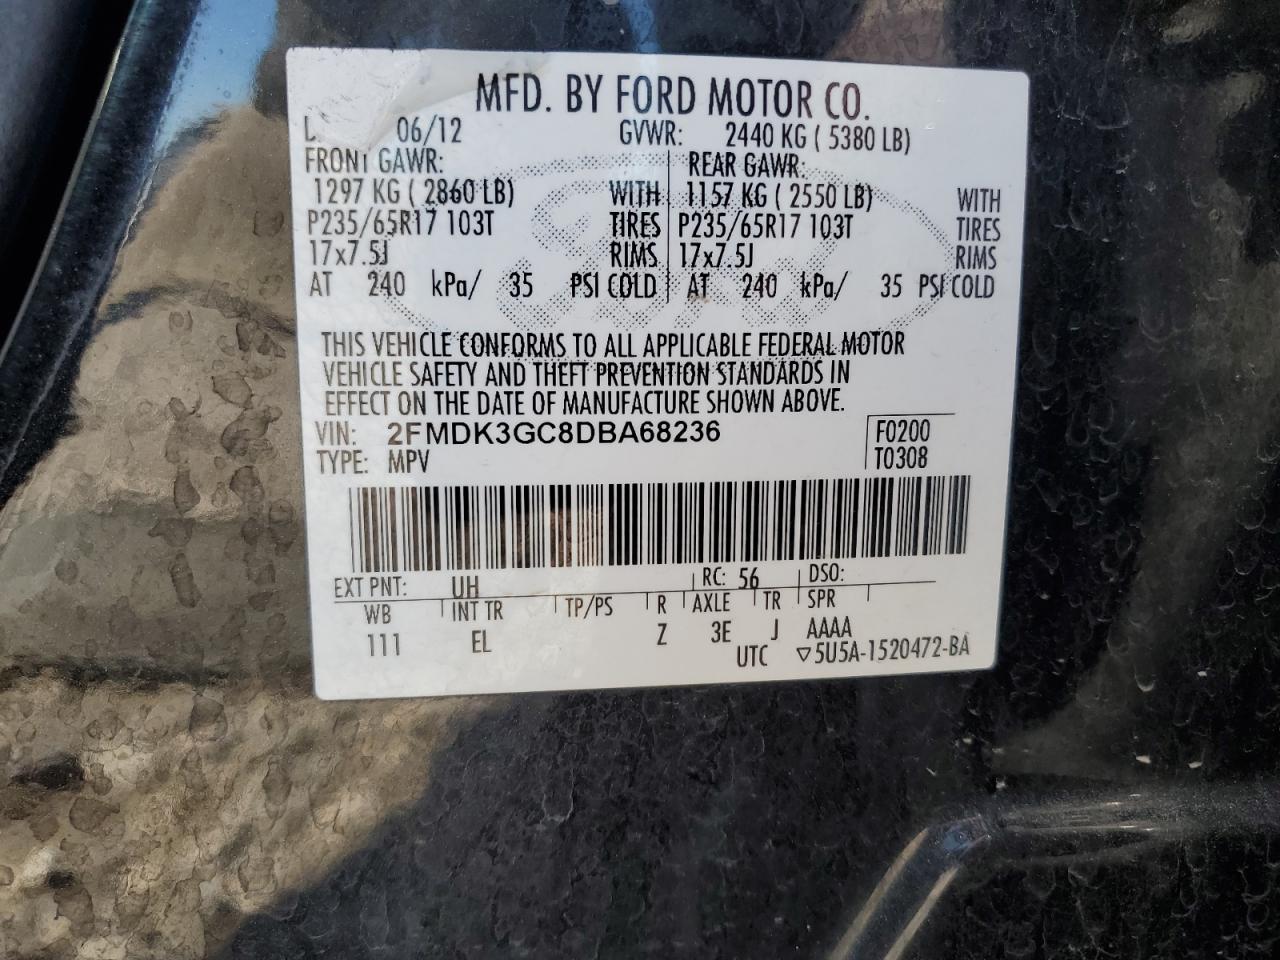 MFD. BY FORD MOTOR CO.
06/12 GVWR: 2440 KG ( 5380 LB)
FRONT GAWR: REAR GAWR:
1297 KG ( 2860 LB) WITH 1157 KG ( 2550 LB) WITH
P235/65R17 103T TIRES P235/65R17 103T TIRES
17x7.5J RIMS 17x7.5J RIMS
AT 240 kPa/ 35 PSI COLD AT 240 kPa/ 35 PSI COLD
THIS VEHICLE CONFORMS TO ALL APPLICABLE FEDERAL MOTOR
VEHICLE SAFETY AND THEFT PREVENTION STANDARDS IN
EFFECT ON THE DATE OF MANUFACTURE SHOWN ABOVE.
VIN: 2FMDK3GC8DBA68236 F0200
TYPE: MPV T0308
EXT PNT: UH RC: 56 DSO:
WB INT TR TP/PS R AXLE TR SPR
111 EL Z 3E J AAAA
UTC ▽5U5A-1520472-BA